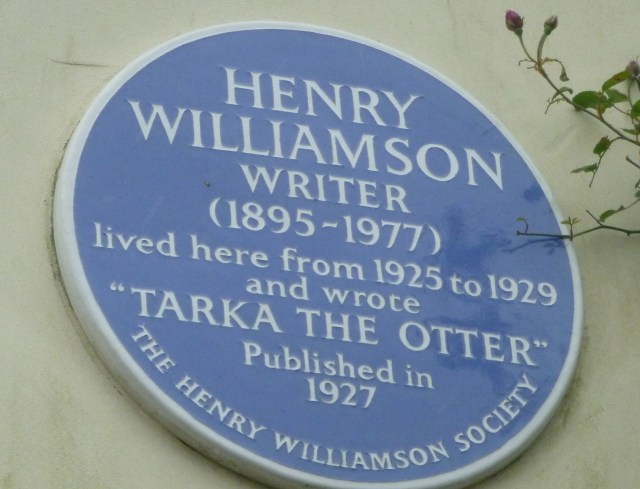 HENRY
WILLIAMSON
WRITER
(1895~1977)
lived here from 1925 to 1929
and wrote
"TARKA THE OTTER"
Published in
1927
THE HENRY WILLIAMSON SOCIETY